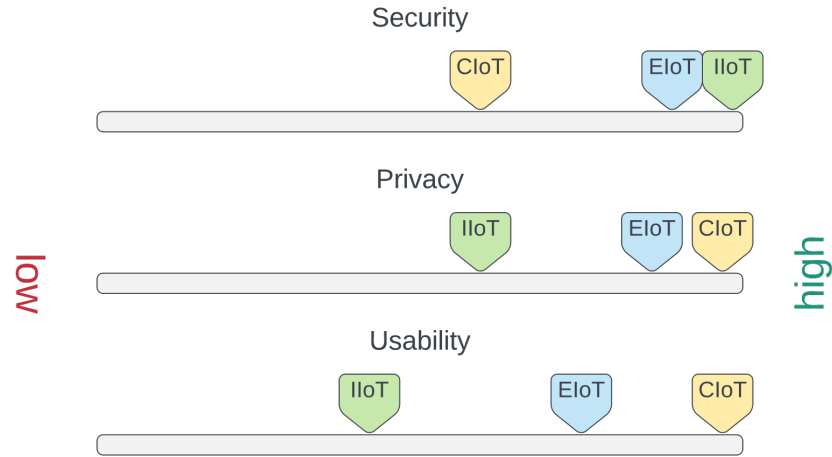 Security
CIoT EIoT IIoT
Privacy
IIoT EIoT CIoT
low
high
Usability
IIoT EIoT CIoT